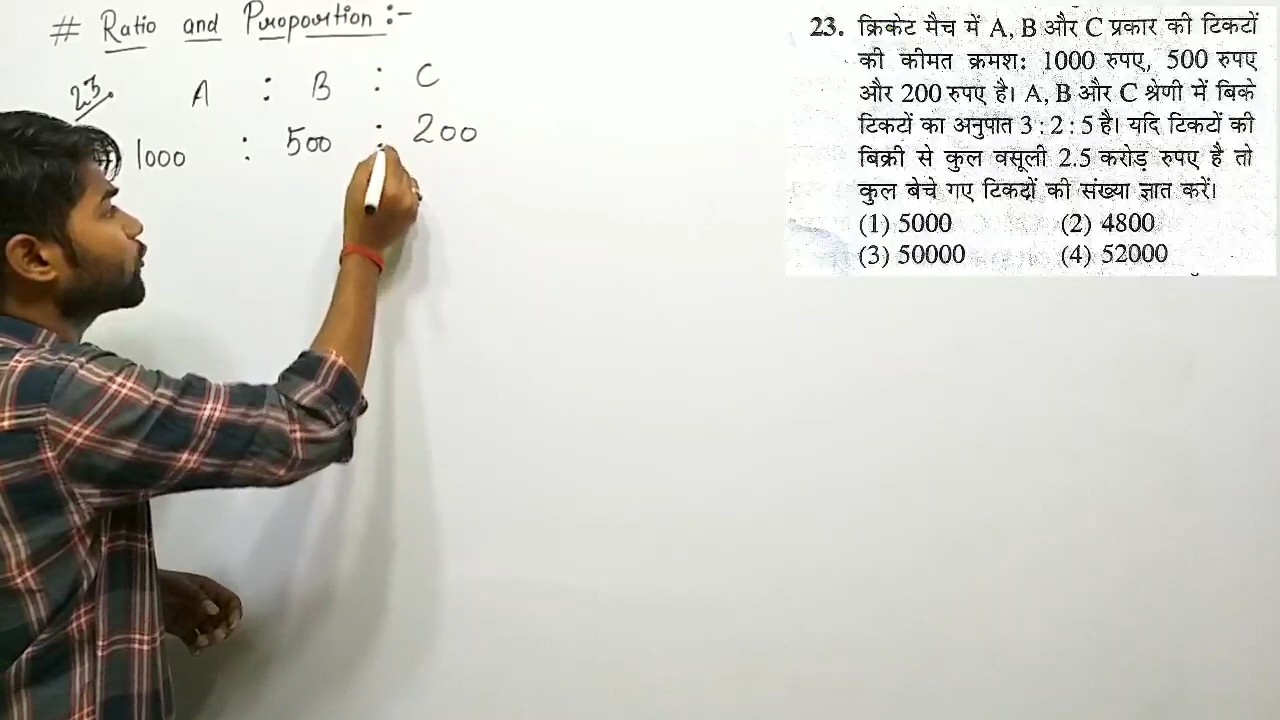 # Ratio and Proportion :-
23. A : B : C
1000 : 500 : 200
23. क्रिकेट मैच में A, B और C प्रकार की टिकटों
की कीमत क्रमश: 1000 रुपए, 500 रुपए
और 200 रुपए है। A, B और C श्रेणी में बिके
टिकटों का अनुपात 3 : 2 : 5 है। यदि टिकटों की
बिक्री से कुल वसूली 2.5 करोड़ रुपए है तो
कुल बेचे गए टिकटों की संख्या ज्ञात करें।
(1) 5000 (2) 4800
(3) 50000 (4) 52000